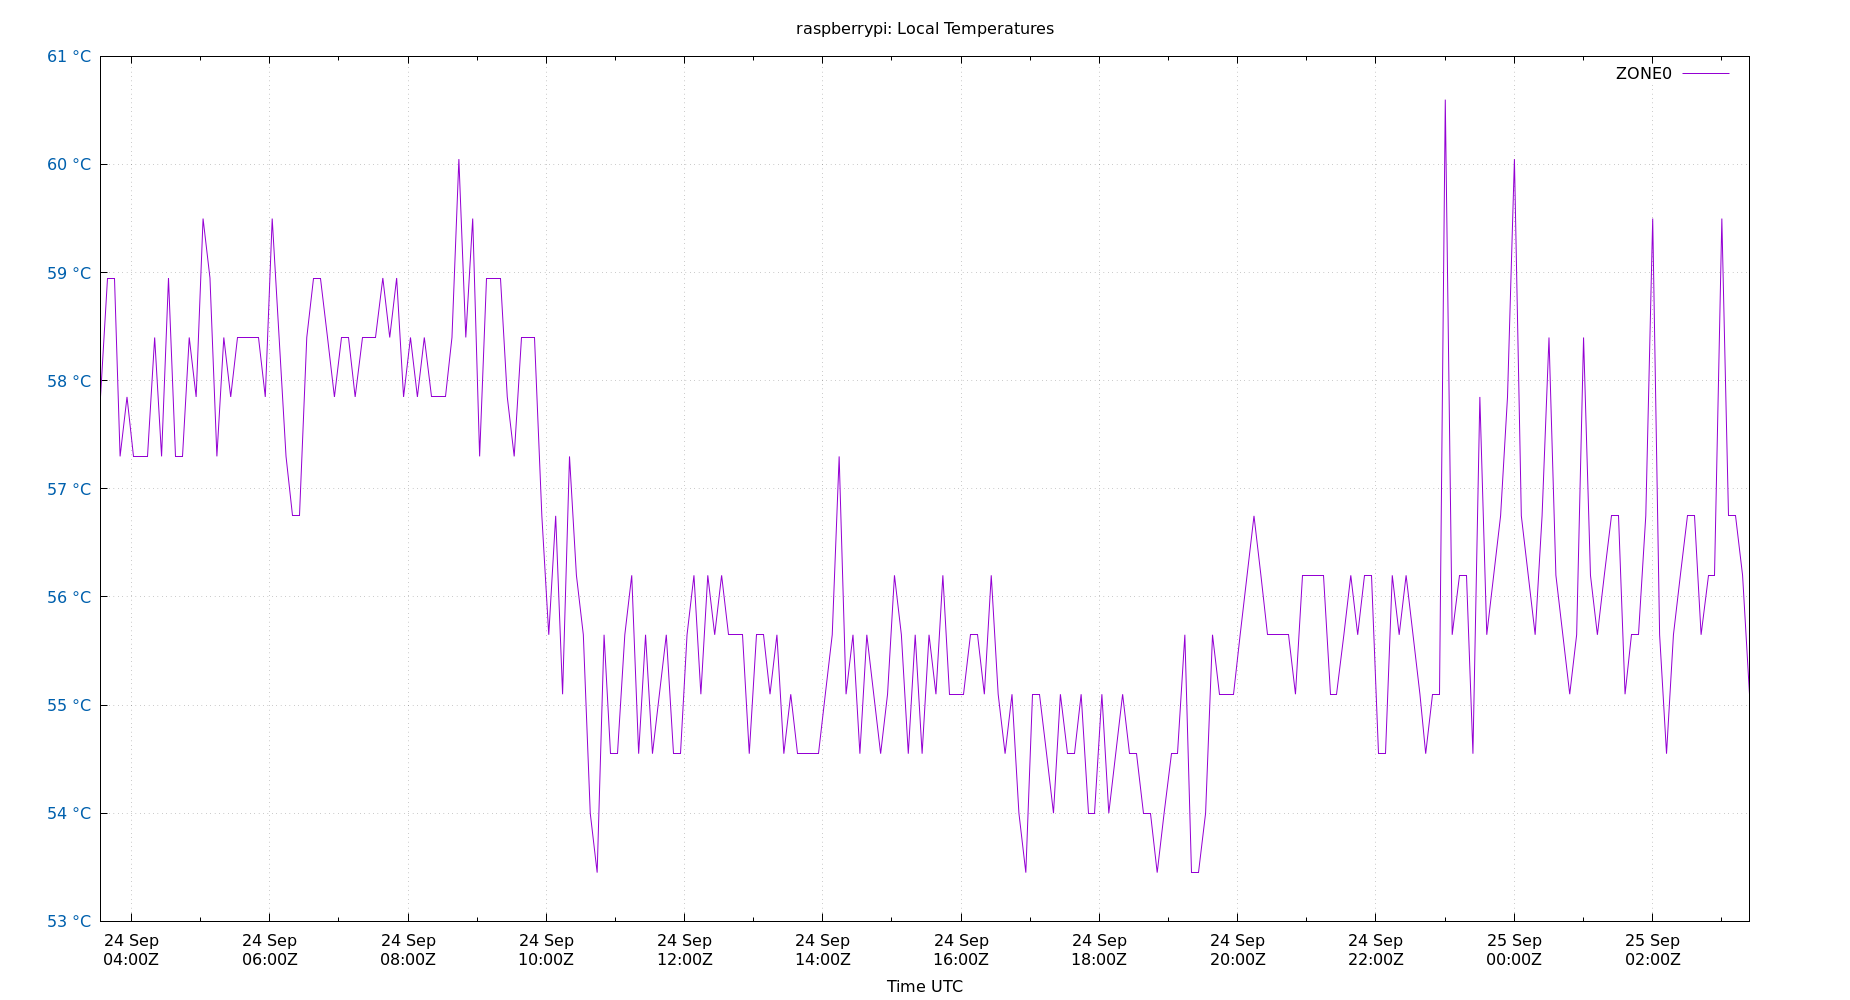 raspberrypi: Local Temperatures
ZONE0
61 °C
60 °C
59 °C
58 °C
57 °C
56 °C
55 °C
54 °C
53 °C
24 Sep 24 Sep 24 Sep 24 Sep 24 Sep 24 Sep 24 Sep 24 Sep 24 Sep 24 Sep 25 Sep 25 Sep
04:00Z 06:00Z 08:00Z 10:00Z 12:00Z 14:00Z 16:00Z 18:00Z 20:00Z 22:00Z 00:00Z 02:00Z
Time UTC